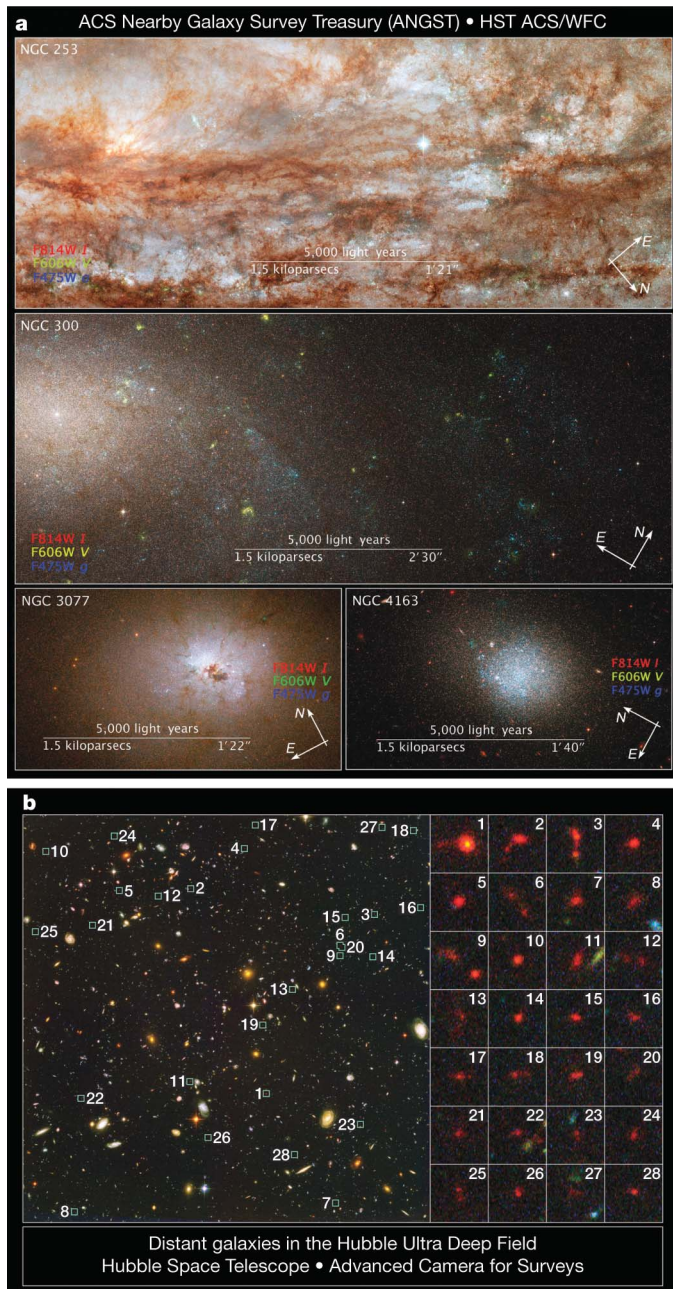 a
ACS Nearby Galaxy Survey Treasury (ANGST) • HST ACS/WFC
NGC 253
F814W I
F606W V
F475W g
5,000 light years
1.5 kiloparsecs 1'21"
E
N
NGC 300
F814W I
F606W V
F475W g
5,000 light years
1.5 kiloparsecs 2'30"
E
N
NGC 3077
F814W I
F606W V
F475W g
5,000 light years
1.5 kiloparsecs 1'22"
N
E
NGC 4163
F814W I
F606W V
F475W g
5,000 light years
1.5 kiloparsecs 1'40"
N
E
b
17
27
18
24
4
10
5
12
2
16
15
3
21
25
6
20
9
14
13
19
11
1
22
23
26
28
7
8
1 2 3 4
5 6 7 8
9 10 11 12
13 14 15 16
17 18 19 20
21 22 23 24
25 26 27 28
Distant galaxies in the Hubble Ultra Deep Field
Hubble Space Telescope • Advanced Camera for Surveys